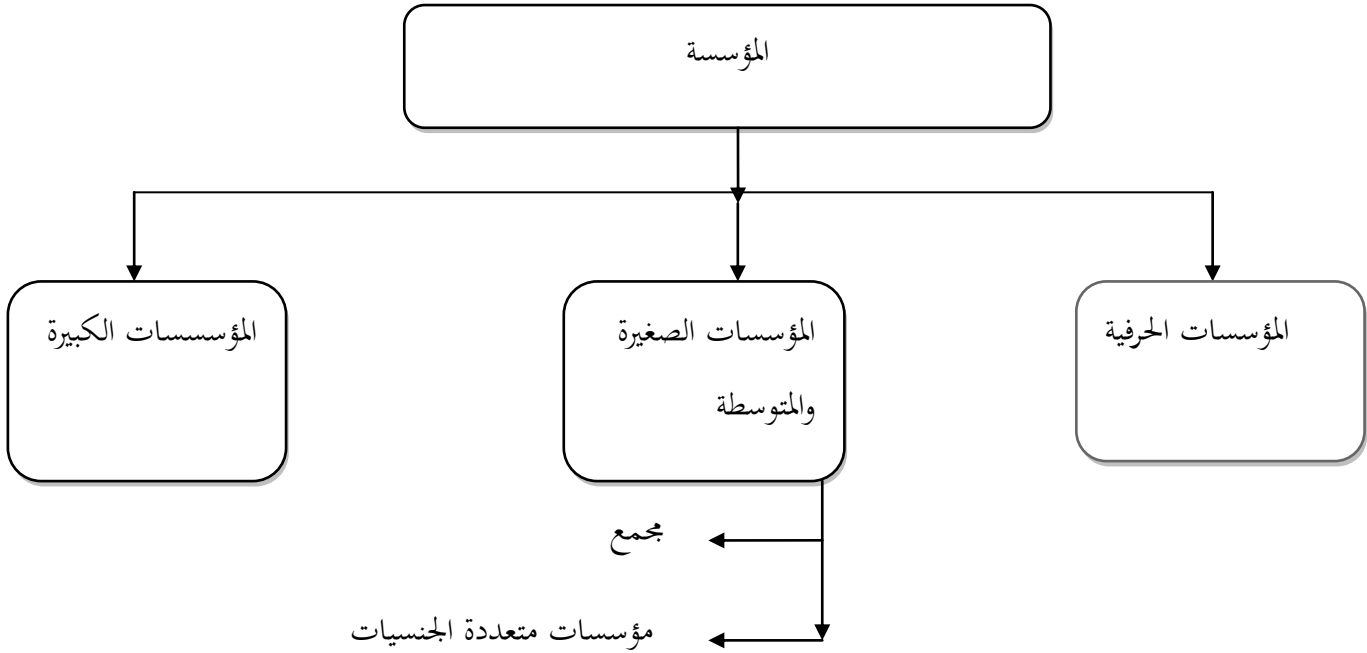 المؤسسة
المؤسسات الحرفية
المؤسسات الصغيرة
والمتوسطة
المؤسسسات الكبيرة
مجمع
مؤسسات متعددة الجنسيات